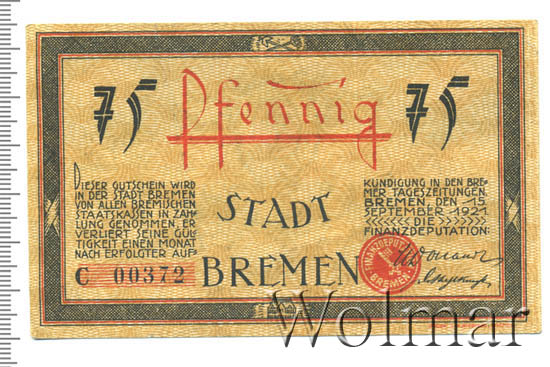 75 Pfennig 75
DIESER GUTSCHEIN WIRD
IN DER STADT BREMEN
VON ALLEN BREMISCHEN
STAATSKASSEN IN ZAH-
LUNG GENOMMEN. ER
VERLIERT SEINE GÜL-
TIGKEIT EINEN MONAT
NACH ERFOLGTER AUF-
C 00372
STADT
BREMEN
KÜNDIGUNG IN DEN BRE-
MER TAGESZEITUNGEN.
BREMEN, DEN 15.
SEPTEMBER 1921
DIE
FINANZDEPUTATION:
FINANZDEPUTATION
BREMEN
Wolmar